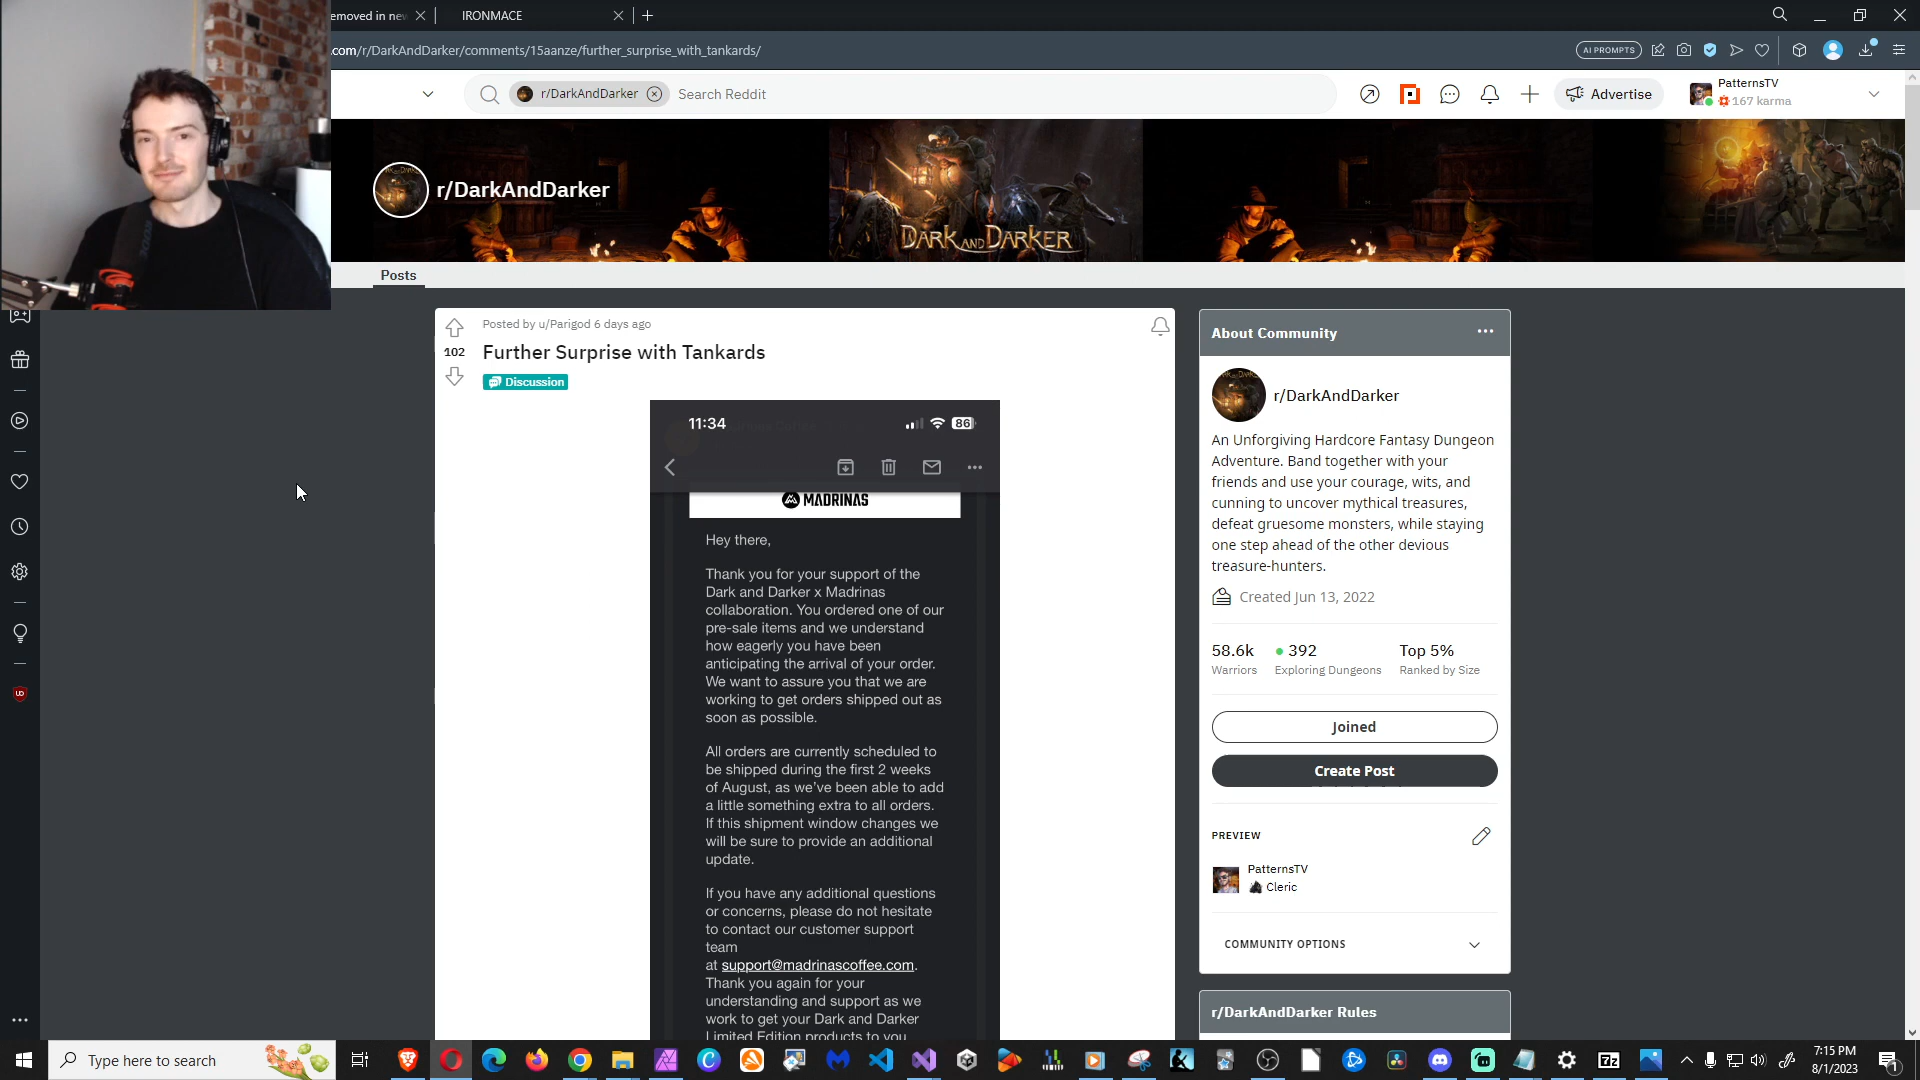 emoved in new
IRONMACE
.com/r/DarkAndDarker/comments/15aanze/further_surprise_with_tankards/
AI PROMPTS
r/DarkAndDarker
Search Reddit
Advertise
PatternsTV
167 karma
r/DarkAndDarker
DARK AND DARKER
Posts
Posted by u/Parigod 6 days ago
102
Further Surprise with Tankards
Discussion
11:34
86
MADRINAS
Hey there,
Thank you for your support of the
Dark and Darker x Madrinas
collaboration. You ordered one of our
pre-sale items and we understand
how eagerly you have been
anticipating the arrival of your order.
We want to assure you that we are
working to get orders shipped out as
soon as possible.
All orders are currently scheduled to
be shipped during the first 2 weeks
of August, as we've been able to add
a little something extra to all orders.
If this shipment window changes we
will be sure to provide an additional
update.
If you have any additional questions
or concerns, please do not hesitate
to contact our customer support
team
at support@madrinascoffee.com.
Thank you again for your
understanding and support as we
work to get your Dark and Darker
Limited Edition products to you
About Community
r/DarkAndDarker
An Unforgiving Hardcore Fantasy Dungeon
Adventure. Band together with your
friends and use your courage, wits, and
cunning to uncover mythical treasures,
defeat gruesome monsters, while staying
one step ahead of the other devious
treasure-hunters.
Created Jun 13, 2022
58.6k
392
Top 5%
Warriors
Exploring Dungeons
Ranked by Size
Joined
Create Post
PREVIEW
PatternsTV
Cleric
COMMUNITY OPTIONS
r/DarkAndDarker Rules
Type here to search
7:15 PM
8/1/2023